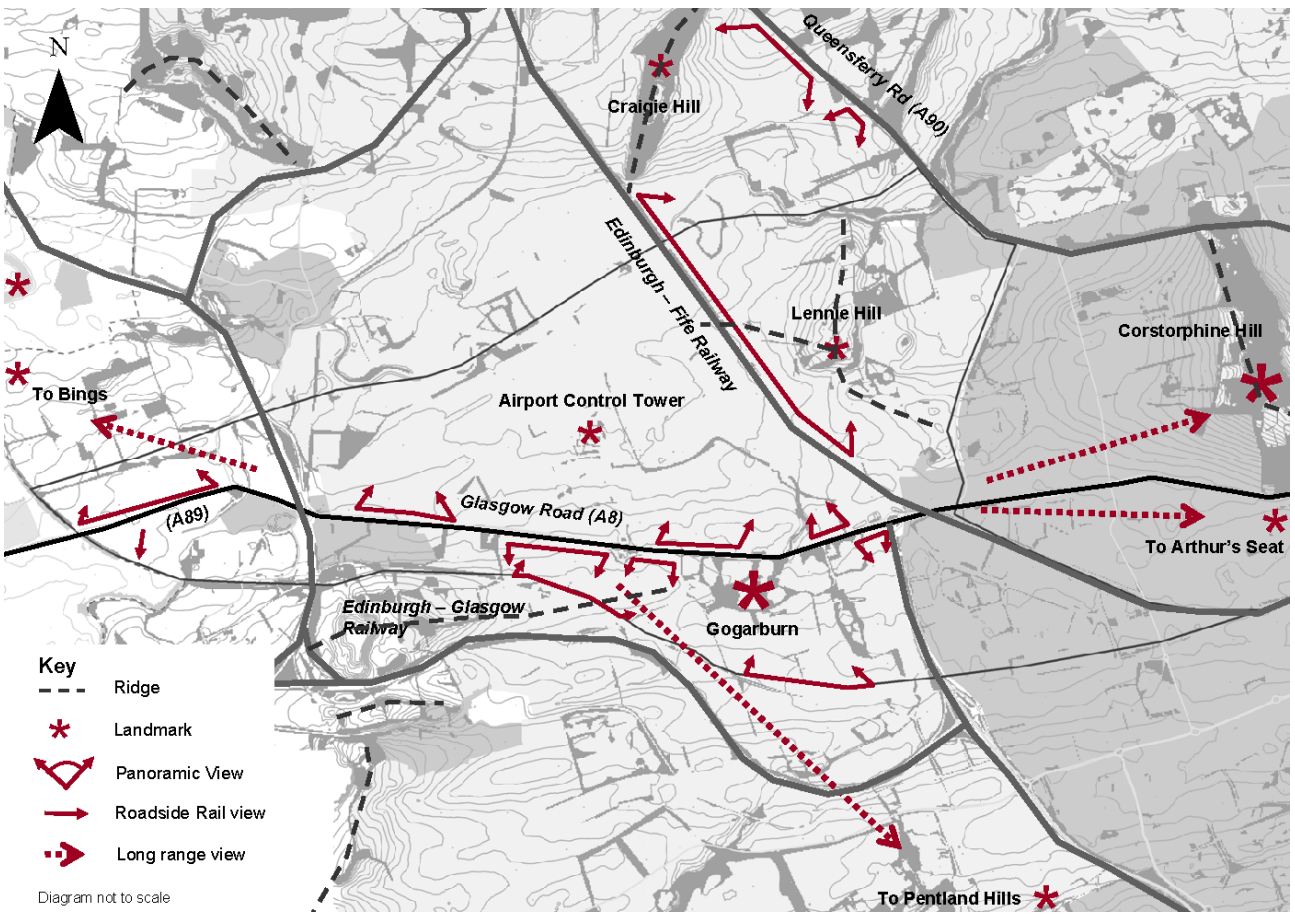 N
Craigie Hill
Queensferry Rd (A90)
Edinburgh – Fife Railway
Lennie Hill
Corstorphine Hill
To Bings
Airport Control Tower
(A89)
Glasgow Road (A8)
To Arthur's Seat
Edinburgh – Glasgow
Railway
Gogarburn
Key
Ridge
Landmark
Panoramic View
Roadside Rail view
Long range view
Diagram not to scale
To Pentland Hills